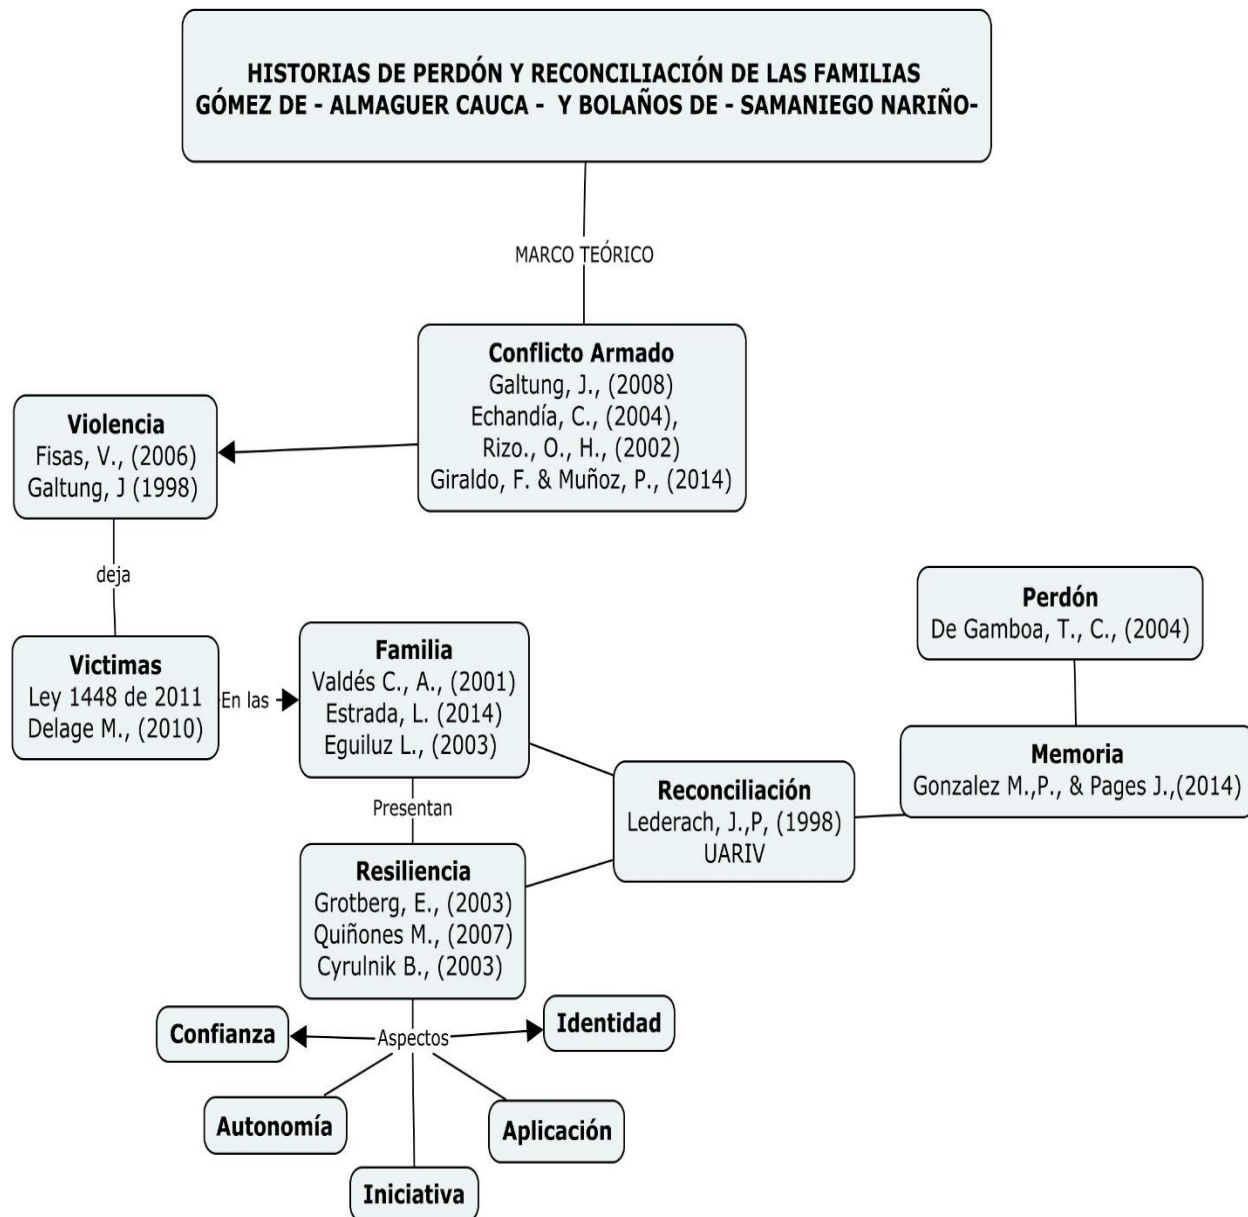 HISTORIAS DE PERDÓN Y RECONCILIACIÓN DE LAS FAMILIAS
GÓMEZ DE - ALMAGUER CAUCA - Y BOLAÑOS DE - SAMANIEGO NARIÑO-
MARCO TEÓRICO
Conflicto Armado
Galtung, J., (2008)
Echandía, C., (2004),
Rizo., O., H., (2002)
Giraldo, F. & Muñoz, P., (2014)
Violencia
Fisas, V., (2006)
Galtung, J (1998)
deja
Victimas
Ley 1448 de 2011
Delage M., (2010)
En las
Familia
Valdés C., A., (2001)
Estrada, L. (2014)
Eguiluz L., (2003)
Presentan
Resiliencia
Grotberg, E., (2003)
Quiñones M., (2007)
Cyrulnik B., (2003)
Reconciliación
Lederach, J.,P, (1998)
UARIV
Perdón
De Gamboa, T., C., (2004)
Memoria
Gonzalez M.,P., & Pages J.,(2014)
Aspectos
Confianza
Identidad
Autonomía
Aplicación
Iniciativa